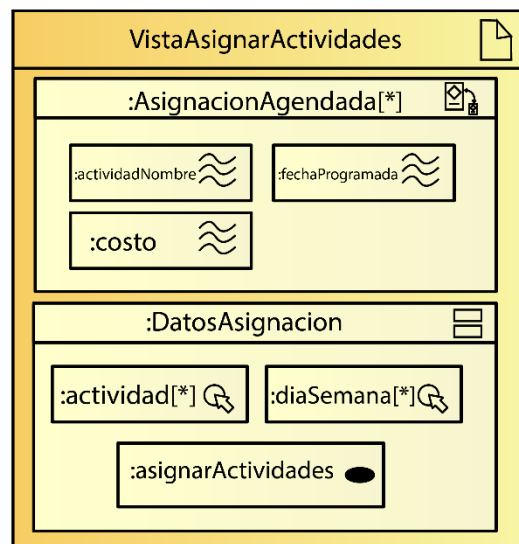 VistaAsignarActividades
:AsignacionAgendada[*]
:actividadNombre
:fechaProgramada
:costo
:DatosAsignacion
:actividad[*]
:diaSemana[*]
:asignarActividades